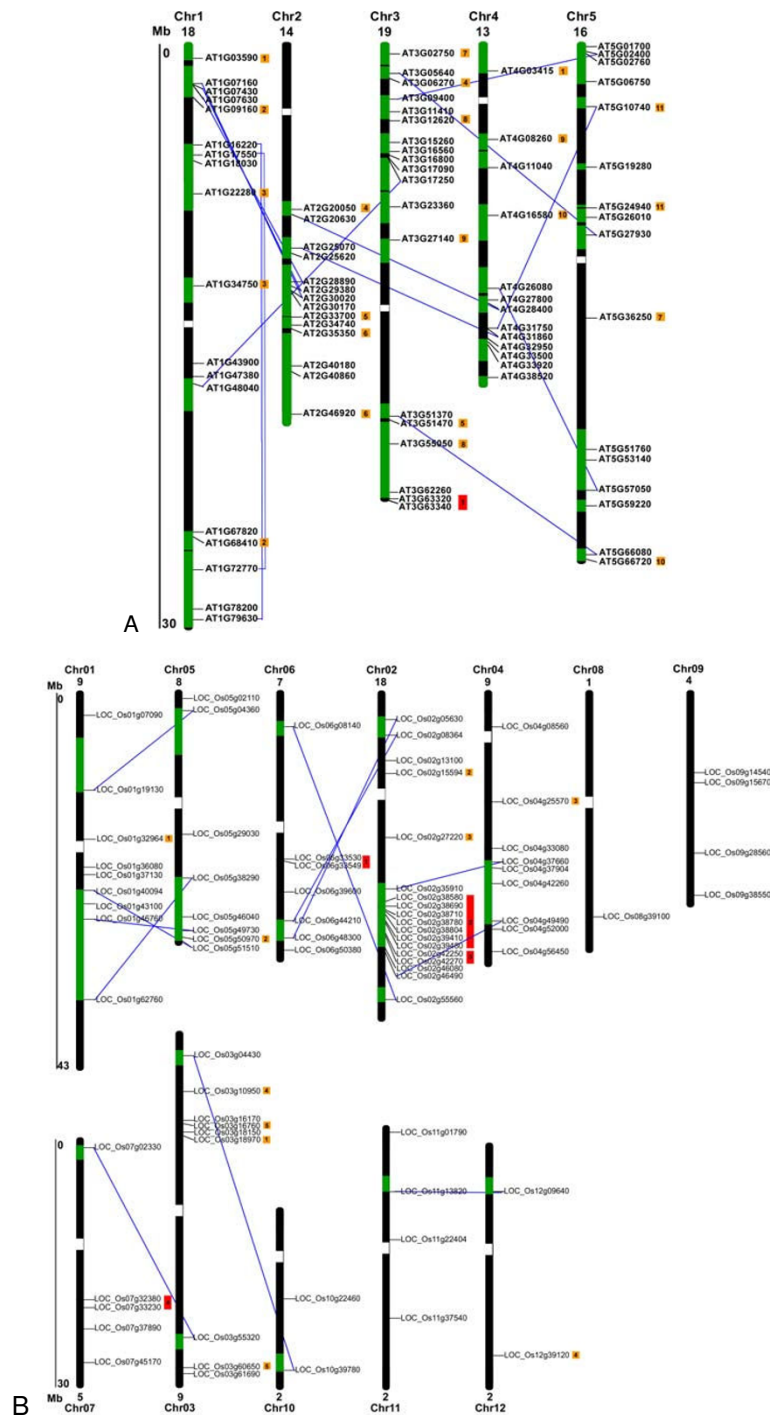 Chr1 Chr2 Chr3 Chr4 Chr5
Mb 18 14 19 13 16
0
AT1G03590 1
AT1G07160
AT1G07430
AT1G07630
AT1G09160 2
AT1G16220
AT1G17550
AT1G18030
AT1G22280 3
AT1G34750 3
AT1G43900
AT1G47380
AT1G48040
AT1G67820
AT1G68410 2
AT1G72770
AT1G78200
AT1G79630
30
AT2G20050 4
AT2G20630
AT2G25070
AT2G25620
AT2G28890
AT2G29380
AT2G30020
AT2G30170
AT2G33700 5
AT2G34740
AT2G35350 6
AT2G40180
AT2G40860
AT2G46920 6
AT3G02750 7
AT3G05640
AT3G06270 4
AT3G09400
AT3G11410
AT3G12620 8
AT3G15260
AT3G16560
AT3G16800
AT3G17090
AT3G17250
AT3G23360
AT3G27140 9
AT3G51370
AT3G51470 5
AT3G55050 8
AT3G62260
AT3G63320
AT3G63340
AT4G03415 1
AT4G08260 9
AT4G11040
AT4G16580 10
AT4G26080
AT4G27800
AT4G28400
AT4G31750
AT4G31860
AT4G32950
AT4G33500
AT4G33920
AT4G38520
AT5G01700
AT5G02400
AT5G02760
AT5G06750
AT5G10740 11
AT5G19280
AT5G24940 11
AT5G26010
AT5G27930
AT5G36250 7
AT5G51760
AT5G53140
AT5G57050
AT5G59220
AT5G66080
AT5G66720 10
A
Chr01 Chr05 Chr06 Chr02 Chr04 Chr08 Chr09
Mb 9 8 7 18 9 1 4
0
LOC_Os01g07090
LOC_Os01g19130
LOC_Os01g32964 1
LOC_Os01g36080
LOC_Os01g37130
LOC_Os01g40094
LOC_Os01g43100
LOC_Os01g46760
LOC_Os01g62760
43
LOC_Os05g02110
LOC_Os05g04360
LOC_Os05g29030
LOC_Os05g38290
LOC_Os05g46040
LOC_Os05g49730
LOC_Os05g50970 2
LOC_Os05g51510
LOC_Os06g08140
LOC_Os06g33530
LOC_Os06g33549
LOC_Os06g39600
LOC_Os06g44210
LOC_Os06g48300
LOC_Os06g50380
LOC_Os02g05630
LOC_Os02g08364
LOC_Os02g13100
LOC_Os02g15594 2
LOC_Os02g27220 3
LOC_Os02g35910
LOC_Os02g38580
LOC_Os02g38690
LOC_Os02g38710
LOC_Os02g38780
LOC_Os02g38804
LOC_Os02g39410
LOC_Os02g39480
LOC_Os02g42250
LOC_Os02g42270
LOC_Os02g46080
LOC_Os02g46490
LOC_Os02g55560
LOC_Os04g08560
LOC_Os04g25570 3
LOC_Os04g33080
LOC_Os04g37660
LOC_Os04g37904
LOC_Os04g42260
LOC_Os04g49490
LOC_Os04g52000
LOC_Os04g56450
LOC_Os08g39100
LOC_Os09g14540
LOC_Os09g15670
LOC_Os09g28560
LOC_Os09g38550
0
LOC_Os07g02330
LOC_Os07g32380
LOC_Os07g33230
LOC_Os07g37890
LOC_Os07g45170
30
LOC_Os03g04430
LOC_Os03g10950 4
LOC_Os03g16170
LOC_Os03g16760 5
LOC_Os03g18150
LOC_Os03g18970 1
LOC_Os03g55320
LOC_Os03g60650 5
LOC_Os03g61690
LOC_Os10g22460
LOC_Os10g39780
LOC_Os11g01790
LOC_Os11g13820
LOC_Os11g22404
LOC_Os11g37540
LOC_Os12g09640
LOC_Os12g39120 4
Mb 5 9 2 2 2
Chr07 Chr03 Chr10 Chr11 Chr12
B